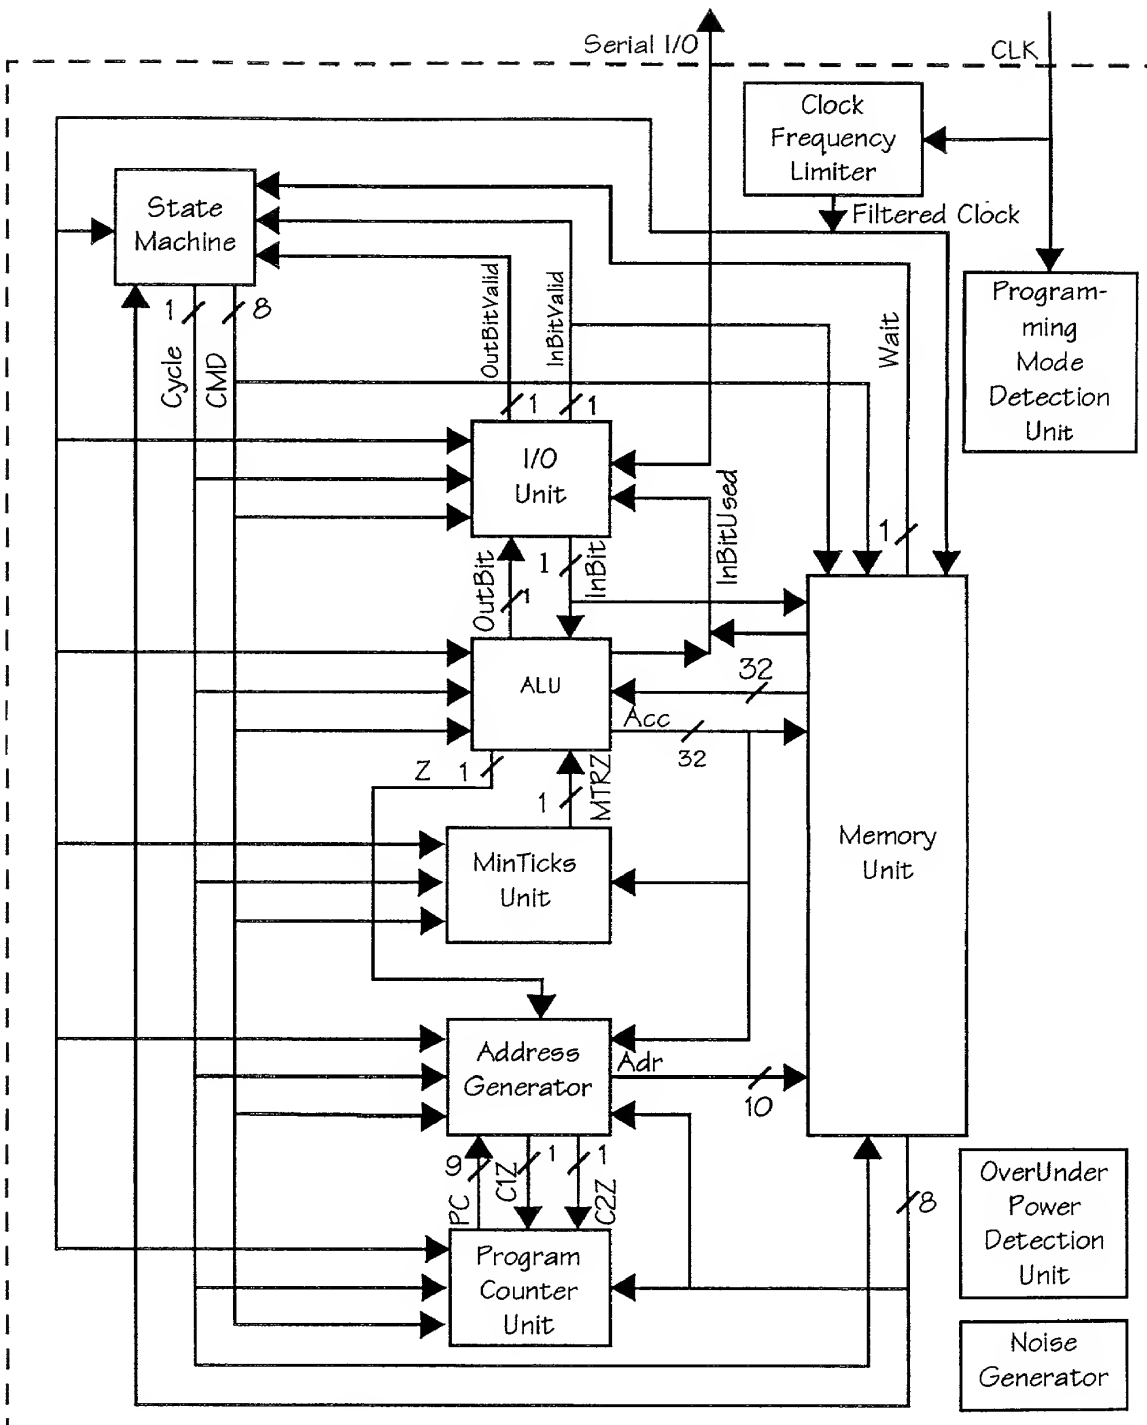 Serial I/O
CLK
Clock
Frequency
Limiter
Filtered Clock
State
Machine
1
8
Cycle
CMD
OutBitValid
InBitValid
Wait
Program-
ming
Mode
Detection
Unit
1
1
I/O
Unit
InBitUsed
1
OutBit
1
1
InBit
ALU
32
Acc
32
Z
1
1
MTRZ
MinTicks
Unit
Memory
Unit
Address
Generator
Adr
10
9
PC
C1Z
1
1
C2Z
8
Program
Counter
Unit
OverUnder
Power
Detection
Unit
Noise
Generator